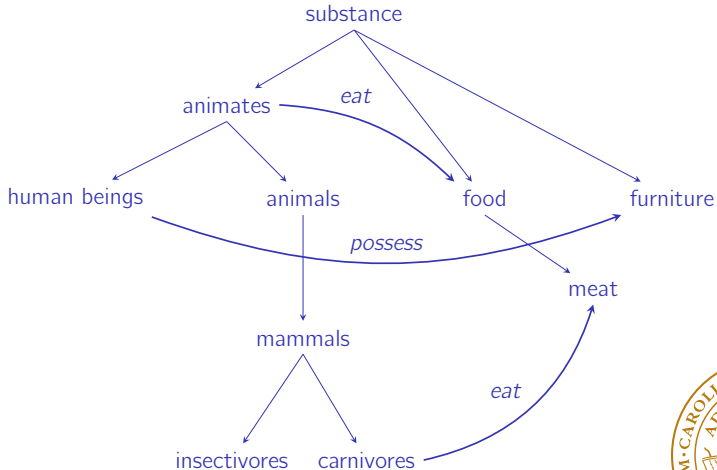 substance
animates
eat
human beings
animals
food
furniture
possess
meat
mammals
eat
insectivores
carnivores